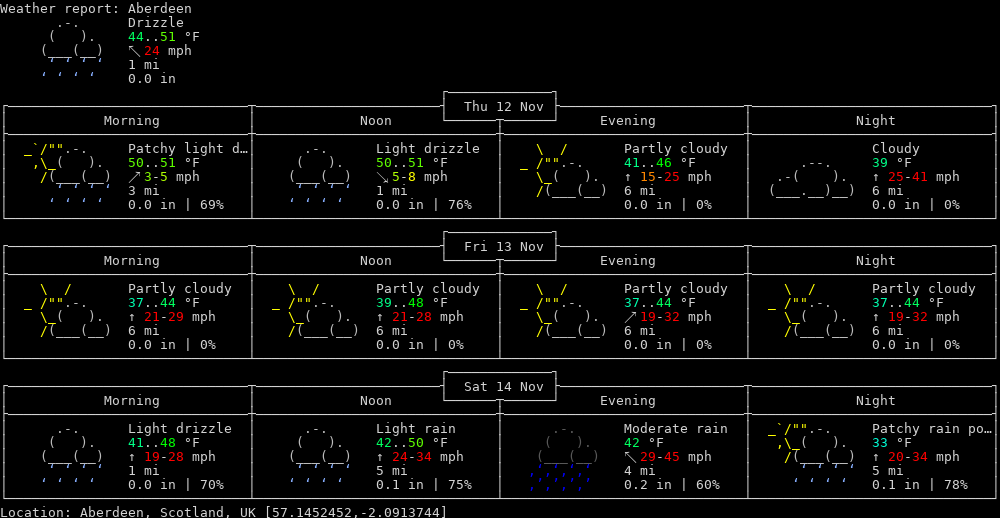 Weather report: Aberdeen
Drizzle
44..51 °F
↖ 24 mph
1 mi
0.0 in
Thu 12 Nov
Morning Noon Evening Night
Patchy light d… Light drizzle Partly cloudy Cloudy
50..51 °F 50..51 °F 41..46 °F 39 °F
↗ 3-5 mph ↘ 5-8 mph ↑ 15-25 mph ↑ 25-41 mph
3 mi 1 mi 6 mi 6 mi
0.0 in | 69% 0.0 in | 76% 0.0 in | 0% 0.0 in | 0%
Fri 13 Nov
Morning Noon Evening Night
Partly cloudy Partly cloudy Partly cloudy Partly cloudy
37..44 °F 39..48 °F 37..44 °F 37..44 °F
↑ 21-29 mph ↑ 21-28 mph ↗ 19-32 mph ↑ 19-32 mph
6 mi 6 mi 6 mi 6 mi
0.0 in | 0% 0.0 in | 0% 0.0 in | 0% 0.0 in | 0%
Sat 14 Nov
Morning Noon Evening Night
Light drizzle Light rain Moderate rain Patchy rain po…
41..48 °F 42..50 °F 42 °F 33 °F
↑ 19-28 mph ↑ 24-34 mph ↖ 29-45 mph ↑ 20-34 mph
1 mi 5 mi 4 mi 5 mi
0.0 in | 70% 0.1 in | 75% 0.2 in | 60% 0.1 in | 78%
Location: Aberdeen, Scotland, UK [57.1452452,-2.0913744]